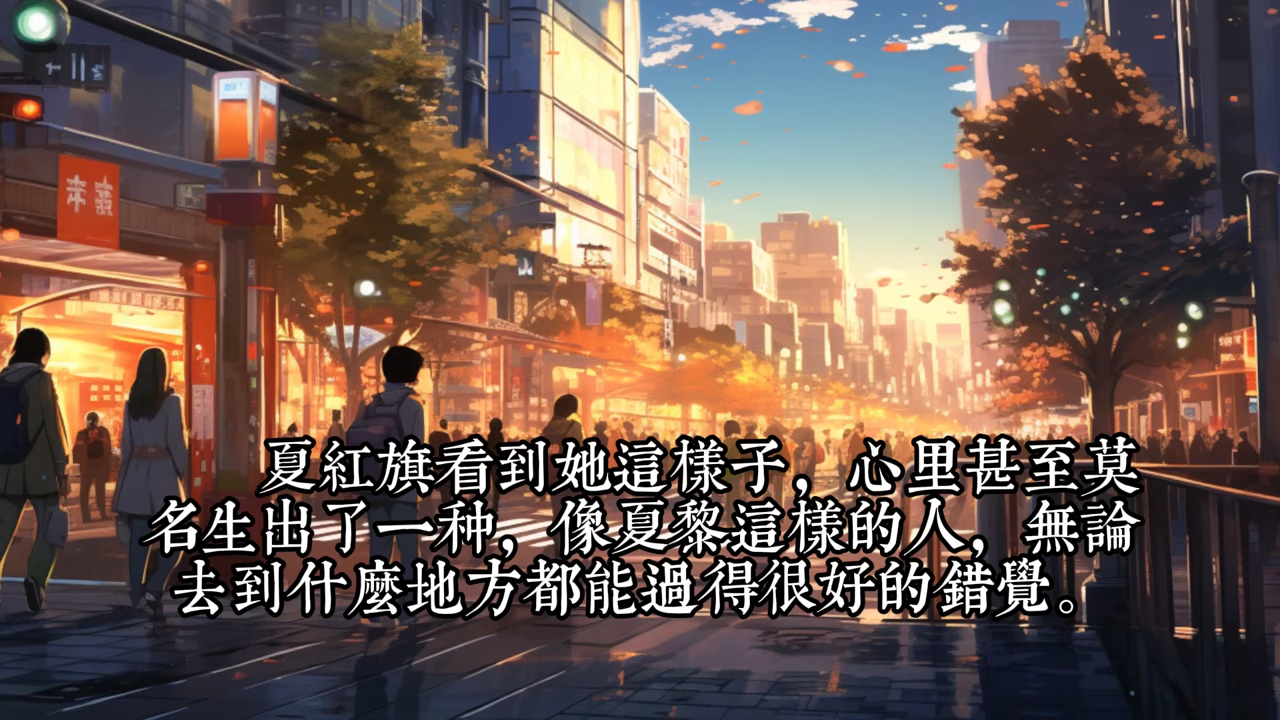 夏紅旗看到她這樣子，心里甚至莫
名生出了一种，像夏黎這樣的人，無論
去到什麼地方都能過得很好的錯覺。